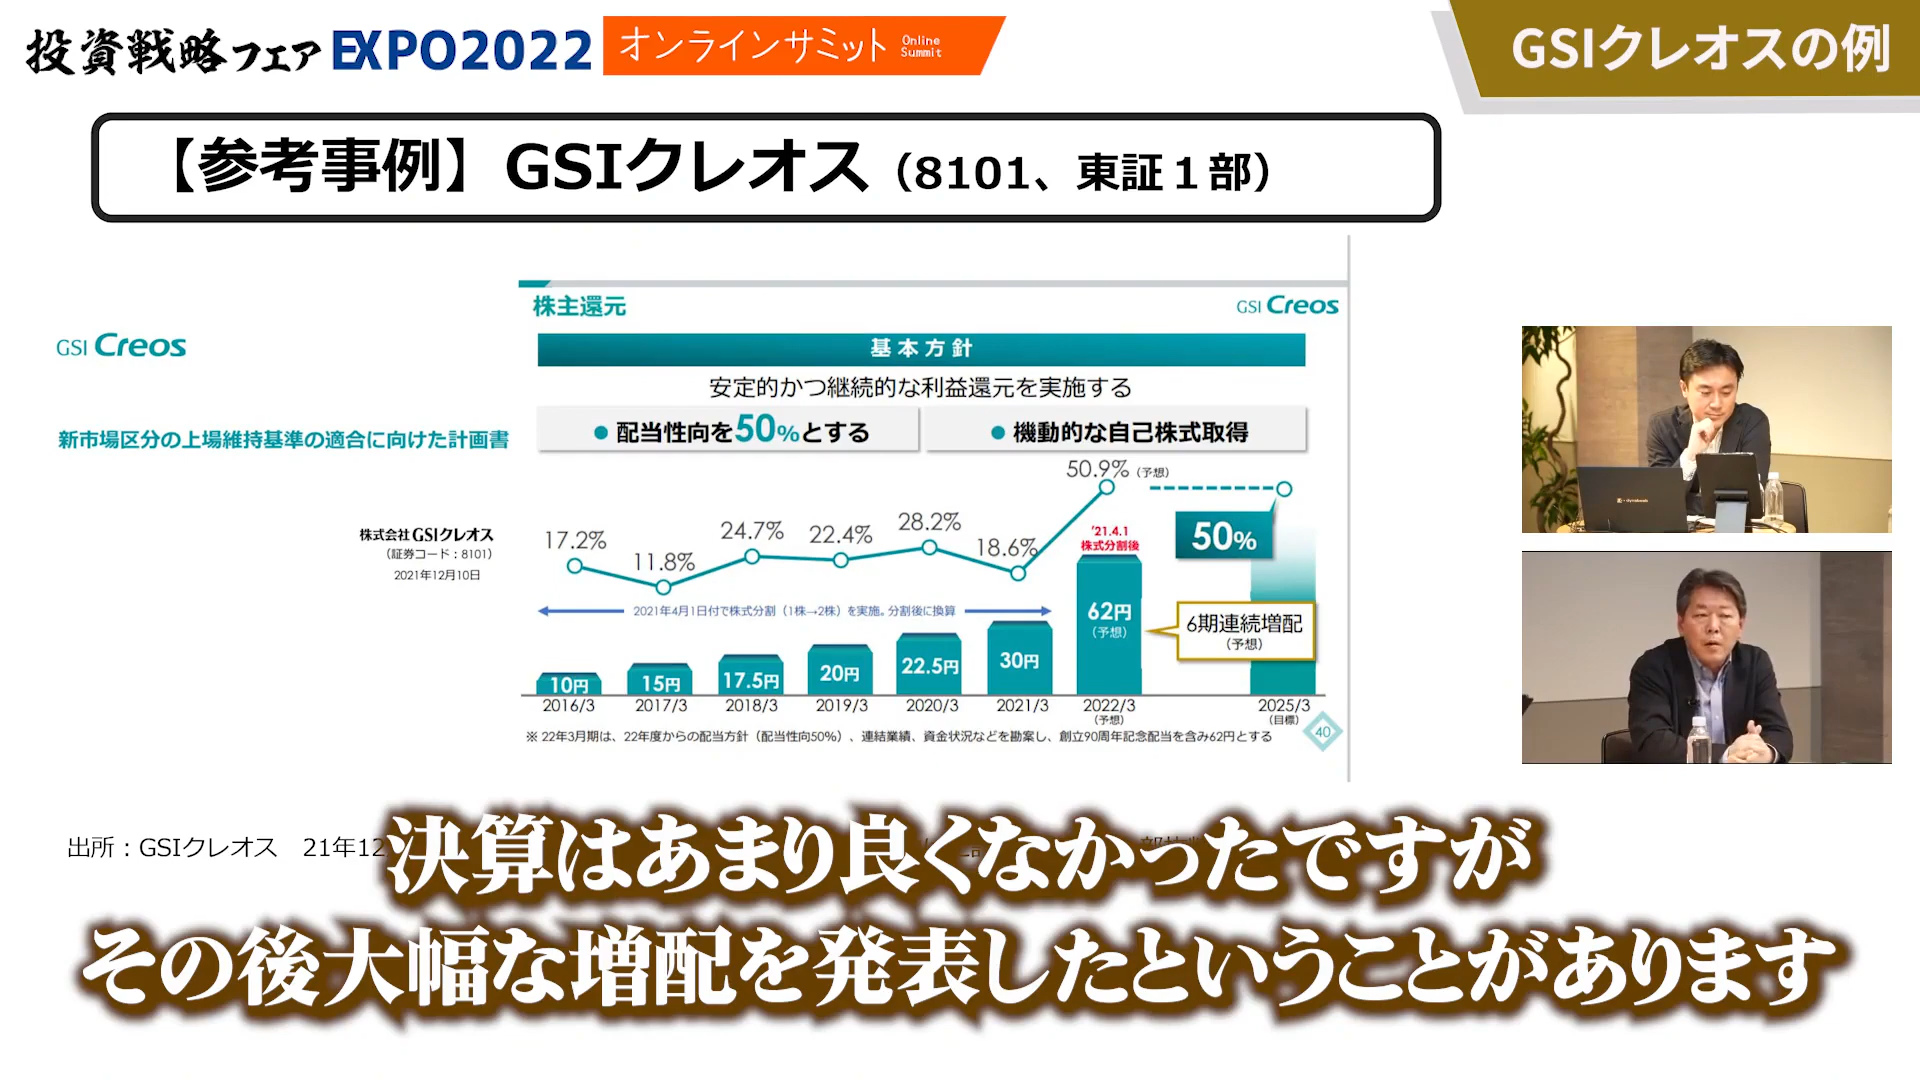 投資戦略フェア EXPO2022 オンラインサミット Online Summit
GSIクレオスの例
【参考事例】GSIクレオス（8101、東証１部）
GSI Creos
新市場区分の上場維持基準の適合に向けた計画書
株式会社GSIクレオス
（証券コード：8101）
2021年12月10日
株主還元
GSI Creos
基本方針
安定的かつ継続的な利益還元を実施する
● 配当性向を50%とする
● 機動的な自己株式取得
17.2% 11.8% 24.7% 22.4% 28.2% 18.6% 50.9%（予想）
50%
'21.4.1
株式分割後
2021年4月1日付で株式分割（1株→2株）を実施。分割後に換算
6期連続増配
（予想）
10円 15円 17.5円 20円 22.5円 30円 62円
（予想）
2016/3 2017/3 2018/3 2019/3 2020/3 2021/3 2022/3 2025/3
（予想） （目標）
※ 22年3月期は、22年度からの配当方針（配当性向50%）、連結業績、資金状況などを勘案し、創立90周年記念配当を含み62円とする
40
出所：GSIクレオス　21年12
決算はあまり良くなかったですが
その後大幅な増配を発表したということがあります